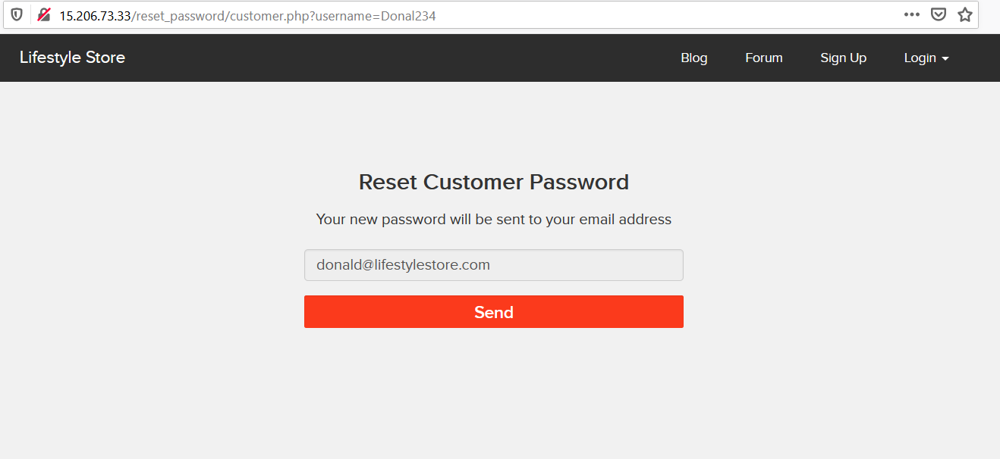 15.206.73.33/reset_password/customer.php?username=Donal234
Lifestyle Store Blog Forum Sign Up Login
Reset Customer Password
Your new password will be sent to your email address
donald@lifestylestore.com
Send